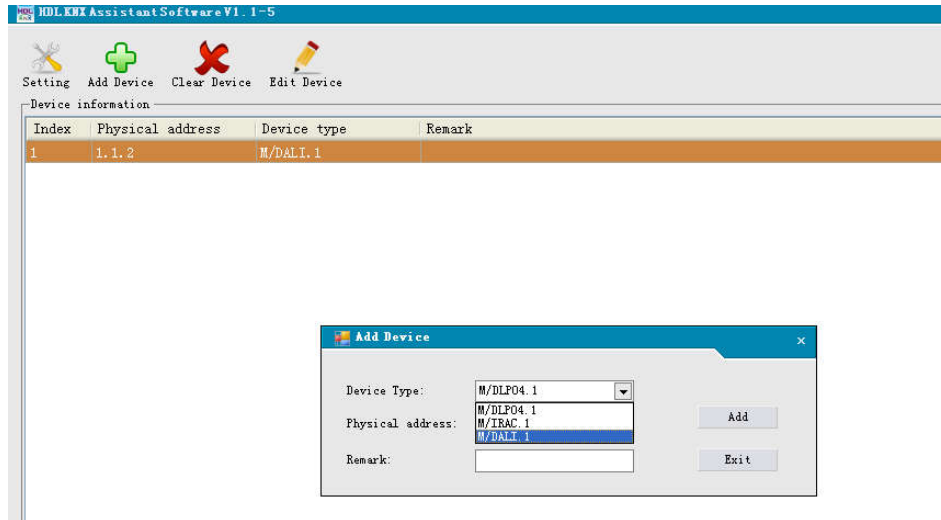 HDL KNX Assistant Software V1.1-5
Setting Add Device Clear Device Edit Device
Device information
Index Physical address Device type Remark
1 1.1.2 M/DALI.1
Add Device x
Device Type: M/DLP04.1
M/DLP04.1
Physical address: M/IRAC.1
Add
M/DALI.1
Remark:
Exit